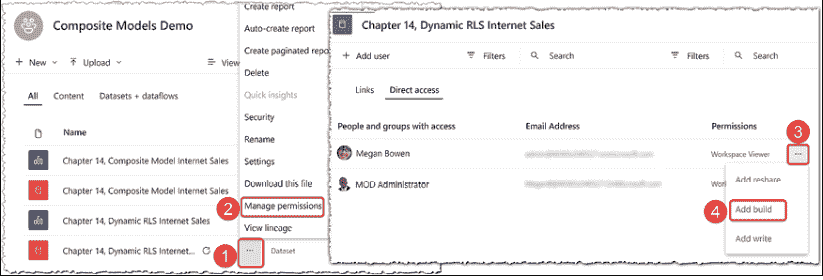 Composite Models Demo
+ New
Upload
View
All
Content
Datasets + dataflows
Name
Chapter 14, Composite Model Internet Sales
Chapter 14, Composite Model Internet Sales
Chapter 14, Dynamic RLS Internet Sales
Chapter 14, Dynamic RLS Internet...
Dataset
Create report
Auto-create report
Create paginated repo
Delete
Quick insights
Security
Rename
Settings
Download this file
2
Manage permissions
View lineage
1
...
Chapter 14, Dynamic RLS Internet Sales
+ Add user
Filters
Search
Filters
Search
Links
Direct access
People and groups with access
Email Address
Permissions
3
Megan Bowen
Workspace Viewer
...
MOD Administrator
Add reshare
4
Add build
Add write